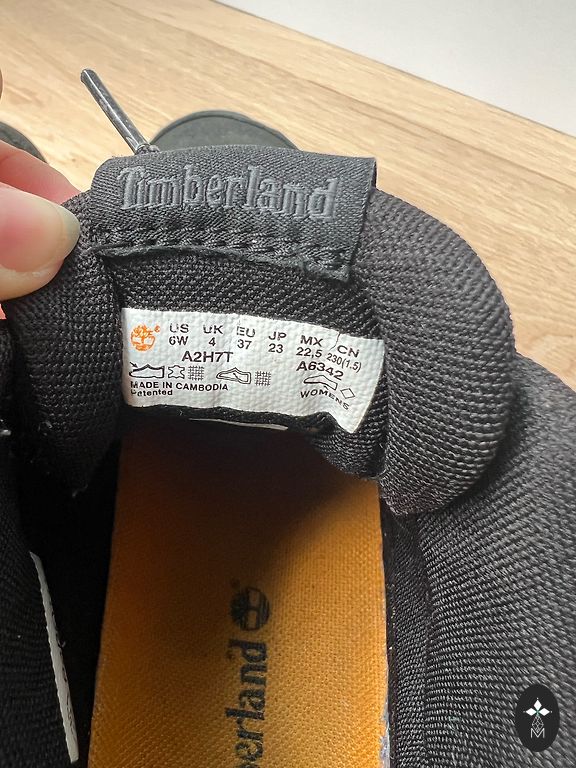 Timberland
US UK EU JP MX CN
6W 4 37 23 22,5 230(1.5)
A2H7T A6342
MADE IN CAMBODIA
Patented
WOMENS
berland
M